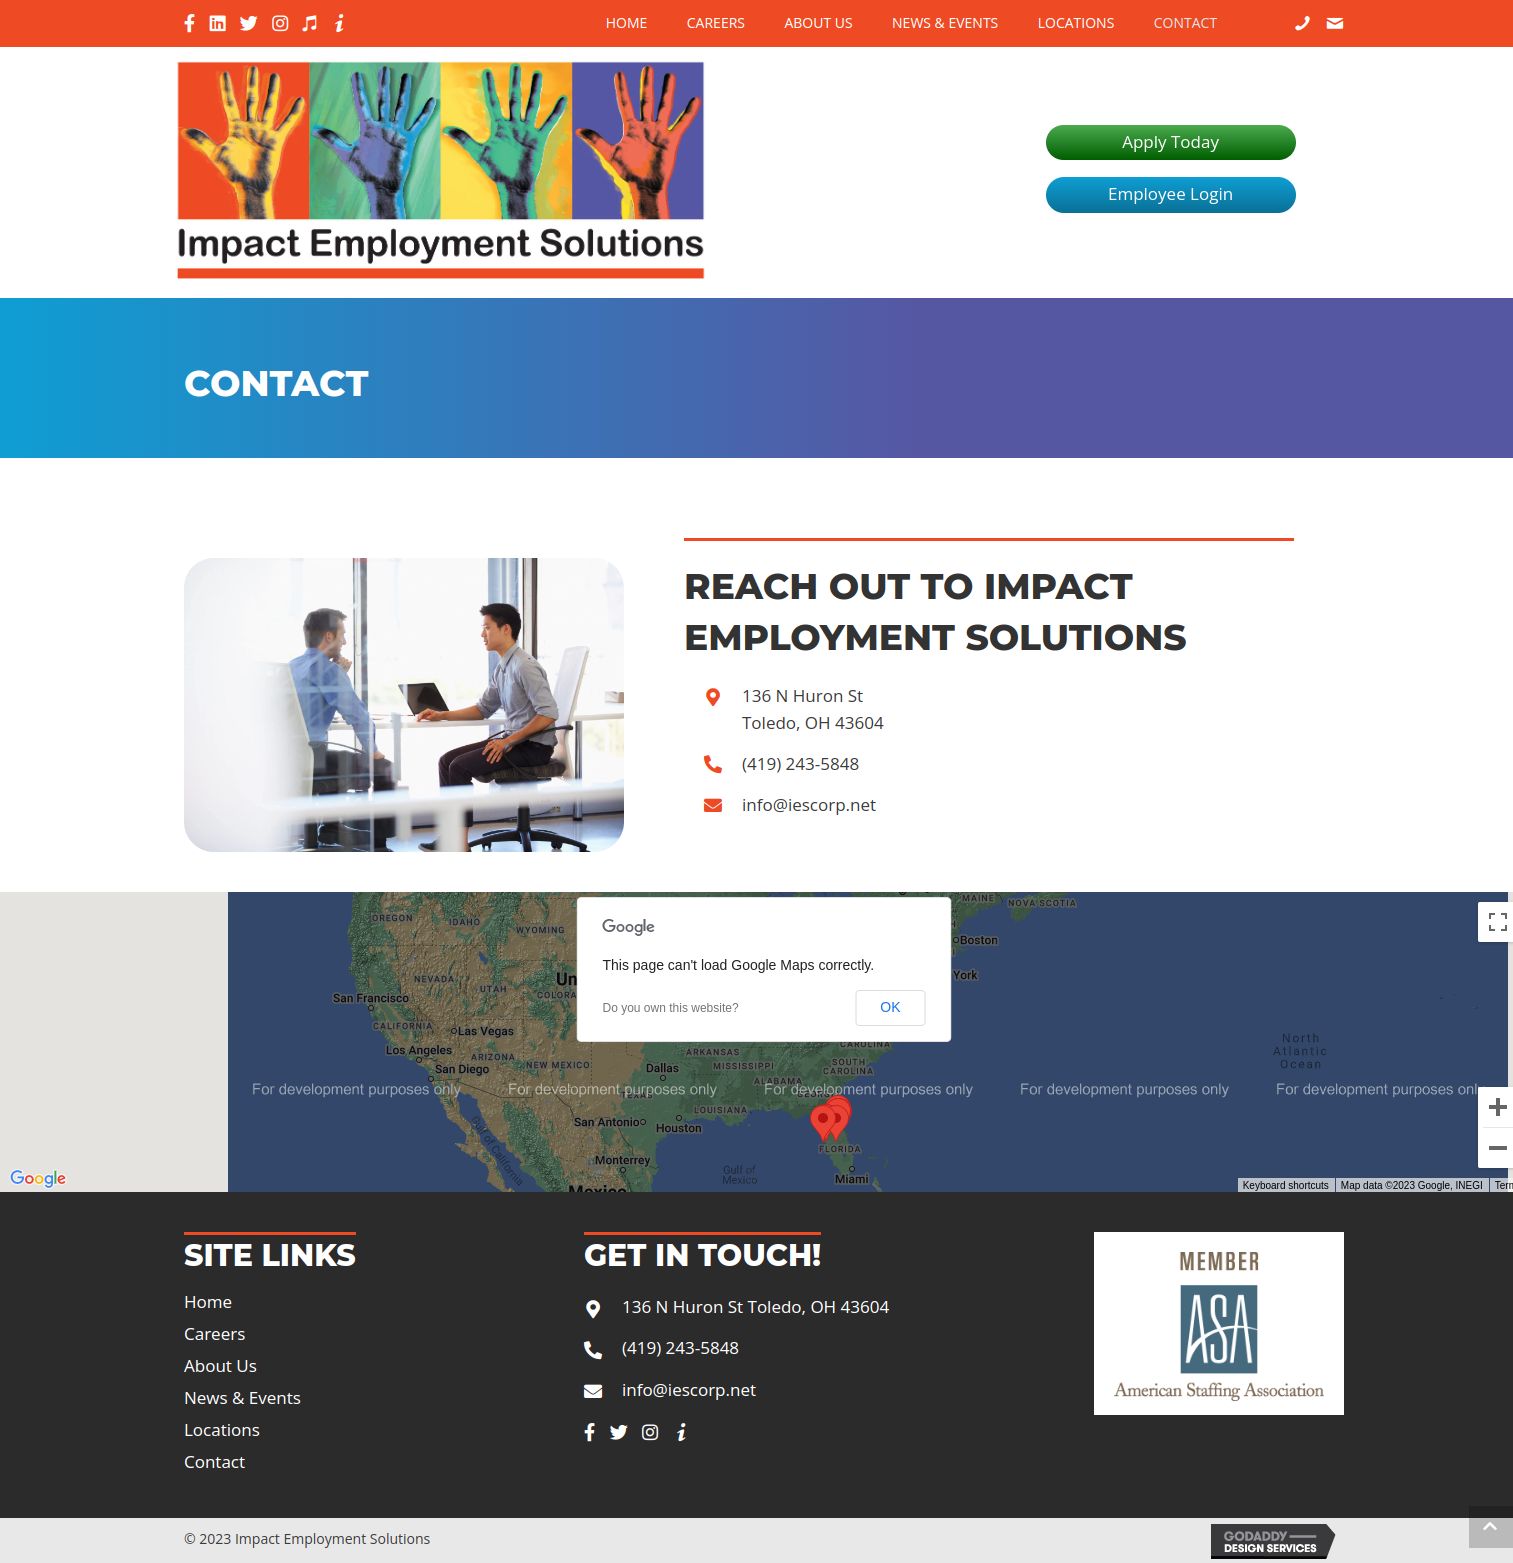 HOME CAREERS ABOUT US NEWS & EVENTS LOCATIONS CONTACT
Impact Employment Solutions
Apply Today
Employee Login
CONTACT
REACH OUT TO IMPACT
EMPLOYMENT SOLUTIONS
136 N Huron St
Toledo, OH 43604
(419) 243-5848
info@iescorp.net
MAINE
NOVA SCOTIA
OREGON
IDAHO
WYOMING
Boston
York
NEVADA
UTAH
San Francisco
CALIFORNIA
Las Vegas
Los Angeles
ARIZONA
San Diego
NEW MEXICO
Dallas
ARKANSAS
MISSISSIPPI
ALABAMA
SOUTH
CAROLINA
North
Atlantic
Ocean
Google
This page can't load Google Maps correctly.
Do you own this website?
OK
For development purposes only For development purposes only For development purposes only For development purposes only For development purposes only
TEXAS
LOUISIANA
San Antonio
Houston
Gulf of California
FLORIDA
Monterrey
Gulf of
Mexico
Miami
Mexico
Google
Keyboard shortcuts Map data ©2023 Google, INEGI
SITE LINKS
Home
Careers
About Us
News & Events
Locations
Contact
GET IN TOUCH!
136 N Huron St Toledo, OH 43604
(419) 243-5848
info@iescorp.net
MEMBER
ASA
American Staffing Association
© 2023 Impact Employment Solutions
GODADDY
DESIGN SERVICES